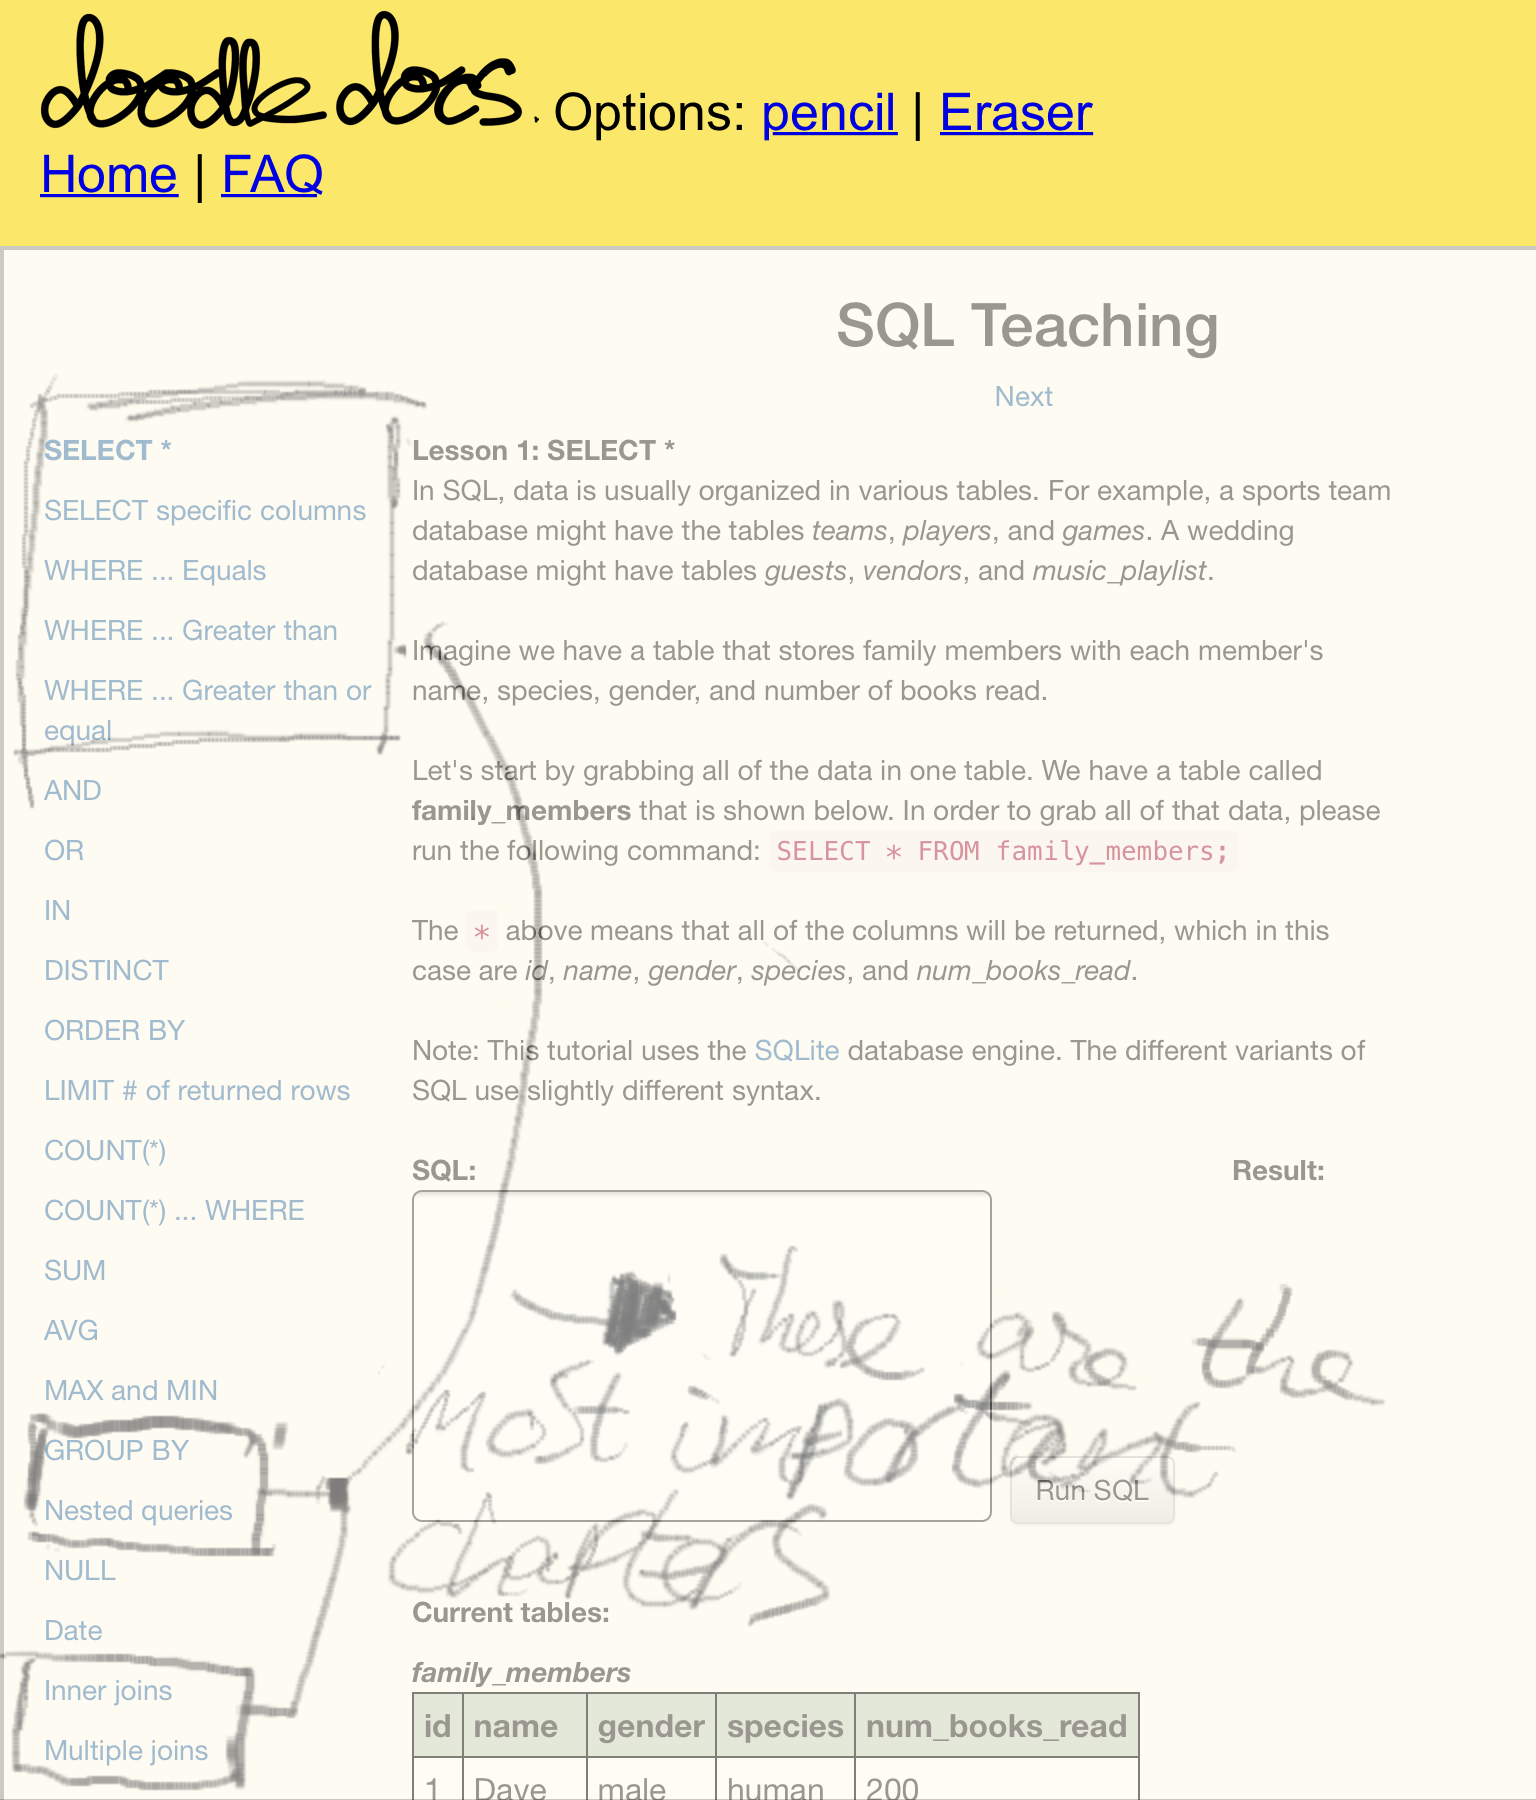 doodle docs. Options: pencil | Eraser
Home | FAQ
SQL Teaching
Next
SELECT *
SELECT specific columns
WHERE ... Equals
WHERE ... Greater than
WHERE ... Greater than or
equal
AND
OR
IN
DISTINCT
ORDER BY
LIMIT # of returned rows
COUNT(*)
COUNT(*) ... WHERE
SUM
AVG
MAX and MIN
GROUP BY
Nested queries
NULL
Date
Inner joins
Multiple joins
Lesson 1: SELECT *
In SQL, data is usually organized in various tables. For example, a sports team
database might have the tables teams, players, and games. A wedding
database might have tables guests, vendors, and music_playlist.
Imagine we have a table that stores family members with each member's
name, species, gender, and number of books read.
Let's start by grabbing all of the data in one table. We have a table called
family_members that is shown below. In order to grab all of that data, please
run the following command: SELECT * FROM family_members;
The * above means that all of the columns will be returned, which in this
case are id, name, gender, species, and num_books_read.
Note: This tutorial uses the SQLite database engine. The different variants of
SQL use slightly different syntax.
SQL: Result:
These are the
Most important
chapters
Run SQL
Current tables:
family_members
id name gender species num_books_read
1 Dave male human 200